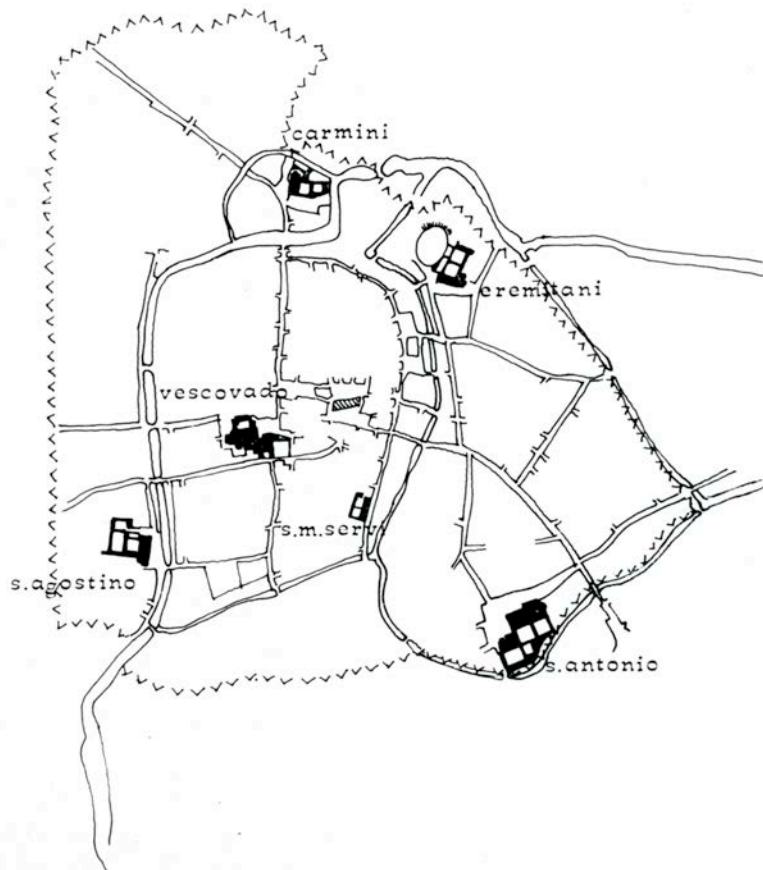 carmini
eremitani
vescovado
s.m.servi
s.agostino
s.antonio